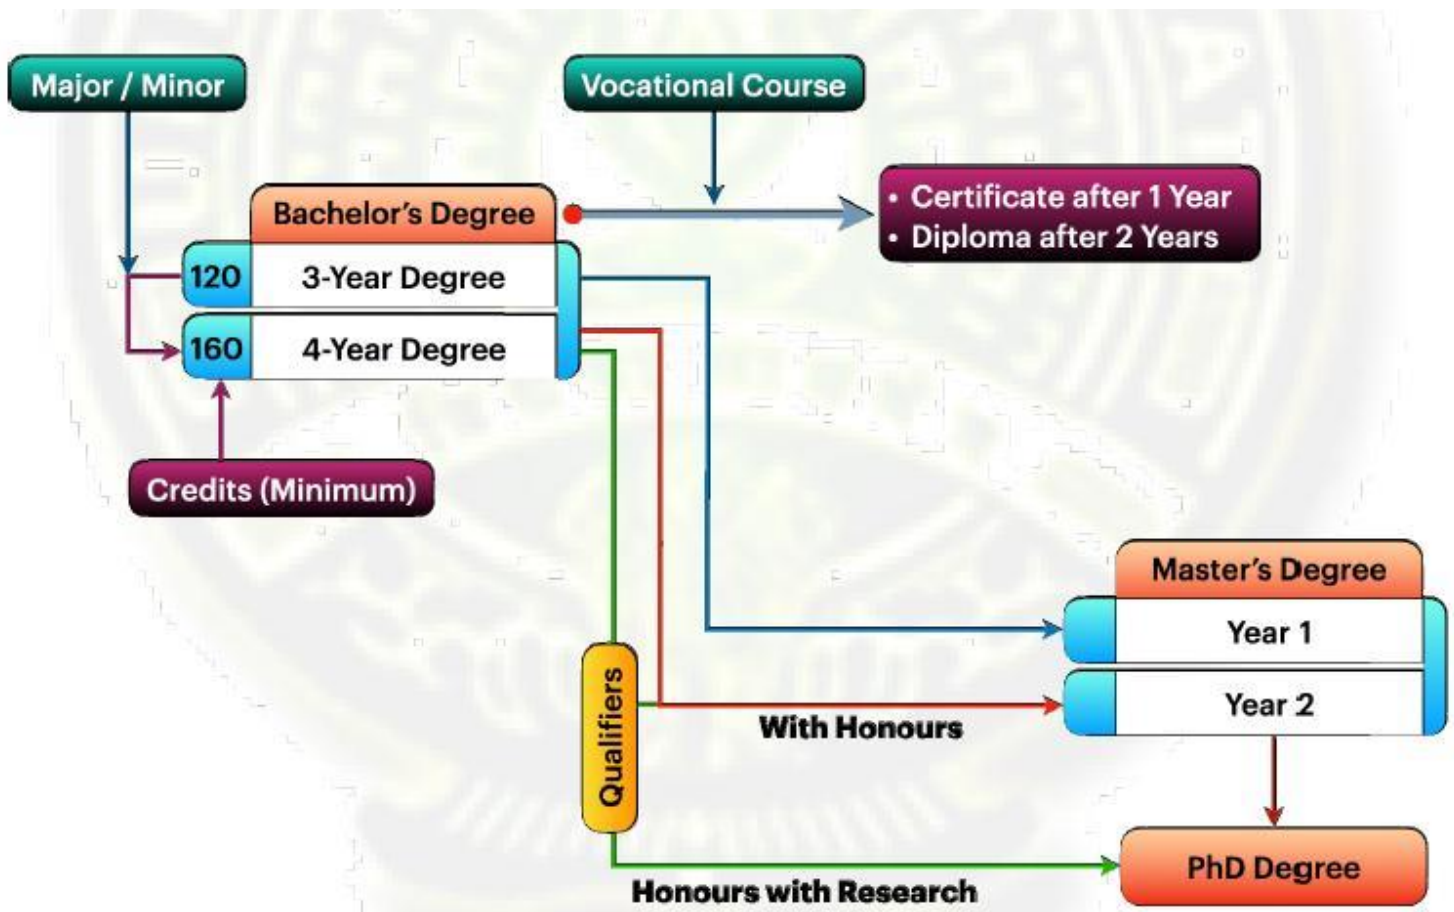 Major / Minor
Vocational Course
Bachelor's Degree
• Certificate after 1 Year
• Diploma after 2 Years
120
3-Year Degree
160
4-Year Degree
Credits (Minimum)
Master's Degree
Year 1
Year 2
Qualifiers
With Honours
PhD Degree
Honours with Research